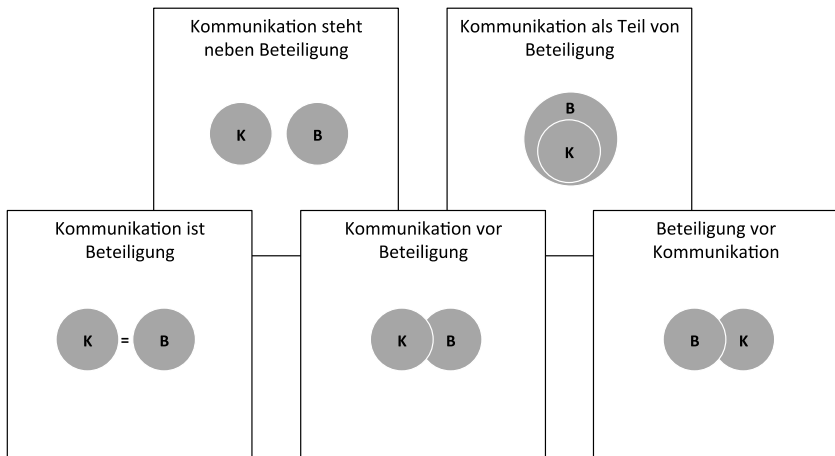 Kommunikation steht
neben Beteiligung
K B
Kommunikation als Teil von
Beteiligung
B
K
Kommunikation ist
Beteiligung
K = B
Kommunikation vor
Beteiligung
K B
Beteiligung vor
Kommunikation
B K